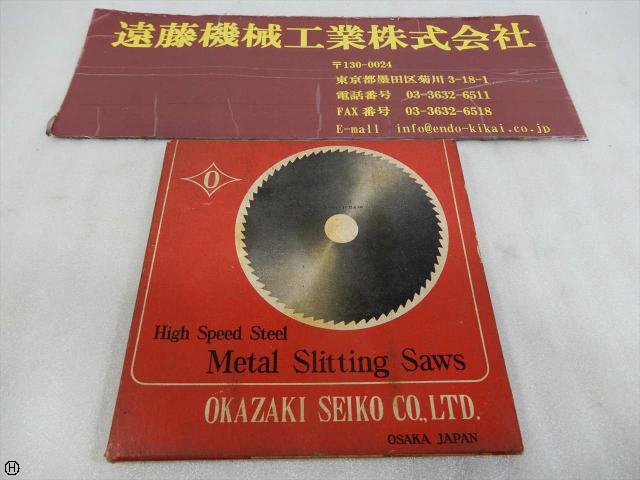 遠藤機械工業株式会社
〒130-0024
東京都墨田区菊川 3-18-1
電話番号 03-3632-6511
FAX 番号 03-3632-6518
E-mail info@endo-kikai.co.jp
O
High Speed Steel
Metal Slitting Saws
OKAZAKI SEIKO CO., LTD.
OSAKA JAPAN
H